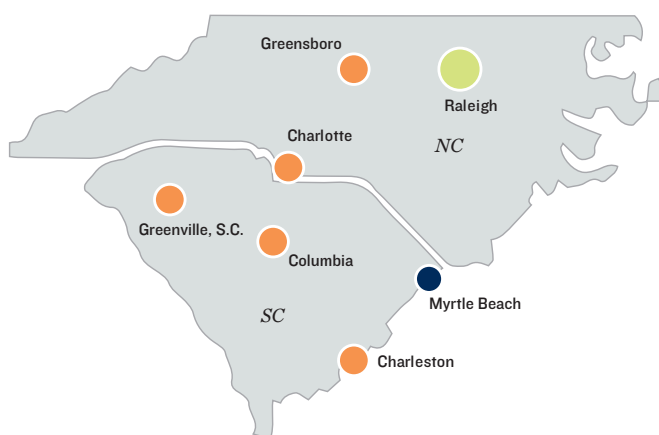 Greensboro
Raleigh
Charlotte
NC
Greenville, S.C.
Columbia
Myrtle Beach
SC
Charleston